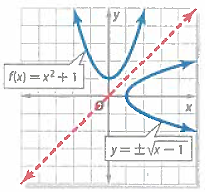 y
f(x) = x² + 1
O
x
y = ±√x − 1